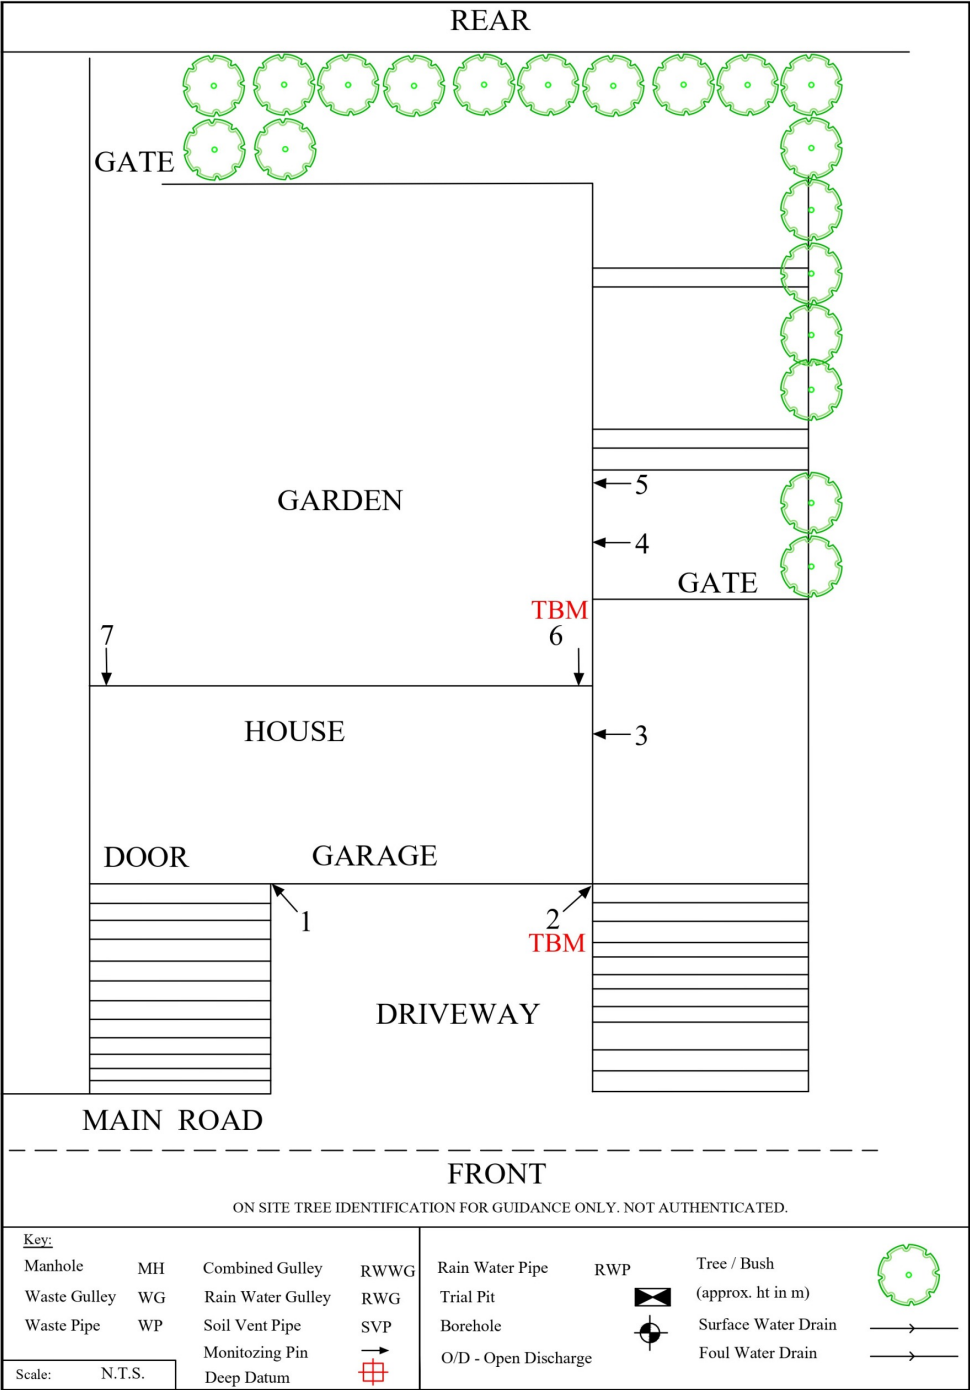 REAR
GATE
GARDEN
5
4
GATE
TBM
6
7
HOUSE
3
DOOR
GARAGE
1
2
TBM
DRIVEWAY
MAIN ROAD
FRONT
ON SITE TREE IDENTIFICATION FOR GUIDANCE ONLY. NOT AUTHENTICATED.
Key:
Manhole MH
Waste Gulley WG
Waste Pipe WP
Scale: N.T.S.
Combined Gulley RWWG
Rain Water Gulley RWG
Soil Vent Pipe SVP
Monitozing Pin
Deep Datum
Rain Water Pipe RWP
Trial Pit
Borehole
O/D - Open Discharge
Tree / Bush
(approx. ht in m)
Surface Water Drain
Foul Water Drain